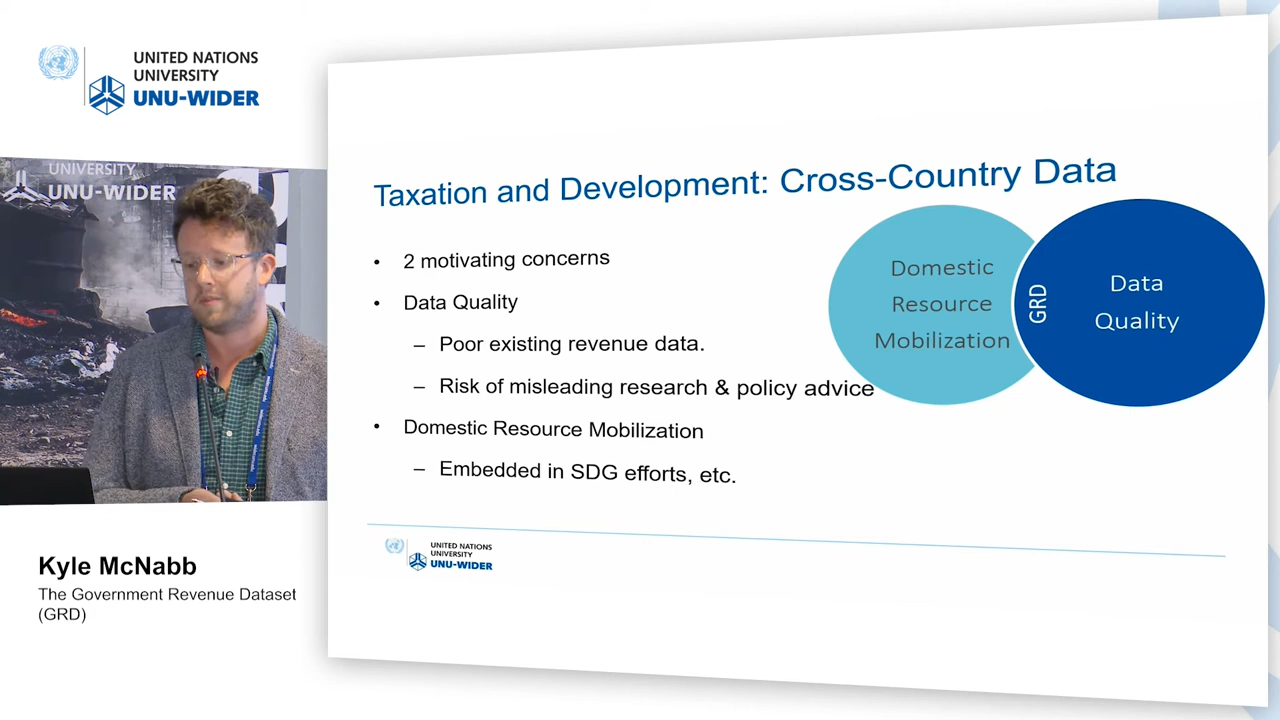 UNITED NATIONS
UNIVERSITY
UNU-WIDER
UNIVERSITY
UNU-WIDER
Kyle McNabb
The Government Revenue Dataset
(GRD)
Taxation and Development: Cross-Country Data
• 2 motivating concerns
• Data Quality
– Poor existing revenue data.
– Risk of misleading research & policy advice
• Domestic Resource Mobilization
– Embedded in SDG efforts, etc.
Domestic
Resource
Mobilization
GRD
Data
Quality
UNITED NATIONS
UNIVERSITY
UNU-WIDER